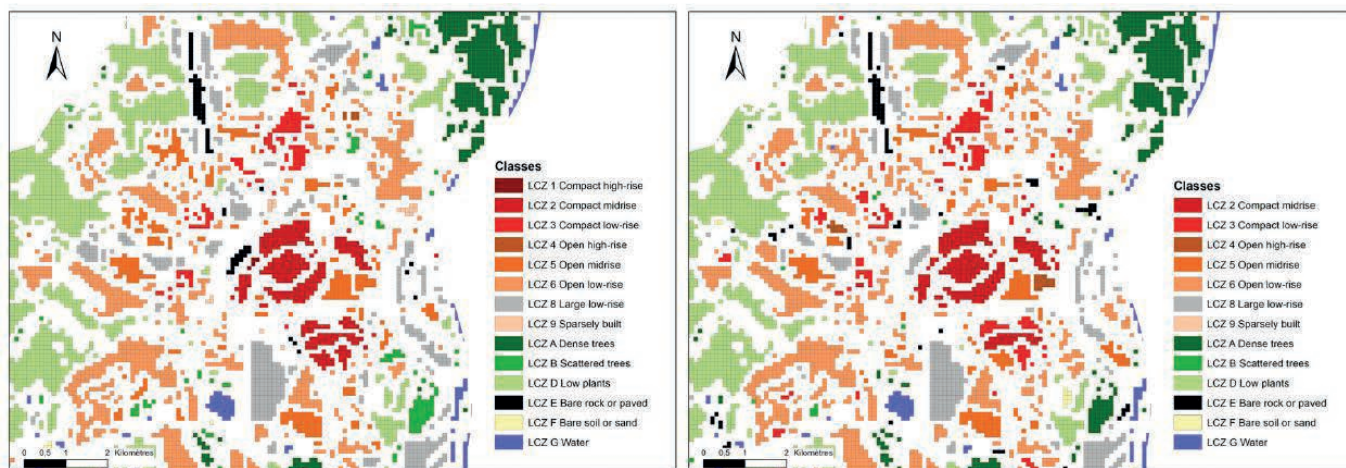 N
Classes
LCZ 1 Compact high-rise
LCZ 2 Compact midrise
LCZ 3 Compact low-rise
LCZ 4 Open high-rise
LCZ 5 Open midrise
LCZ 6 Open low-rise
LCZ 8 Large low-rise
LCZ 9 Sparsely built
LCZ A Dense trees
LCZ B Scattered trees
LCZ D Low plants
LCZ E Bare rock or paved
LCZ F Bare soil or sand
LCZ G Water
0 0,5 1 2 Kilomètres
N
Classes
LCZ 2 Compact midrise
LCZ 3 Compact low-rise
LCZ 4 Open high-rise
LCZ 5 Open midrise
LCZ 6 Open low-rise
LCZ 8 Large low-rise
LCZ 9 Sparsely built
LCZ A Dense trees
LCZ B Scattered trees
LCZ D Low plants
LCZ E Bare rock or paved
LCZ F Bare soil or sand
LCZ G Water
0 0,5 1 2 Kilomètres